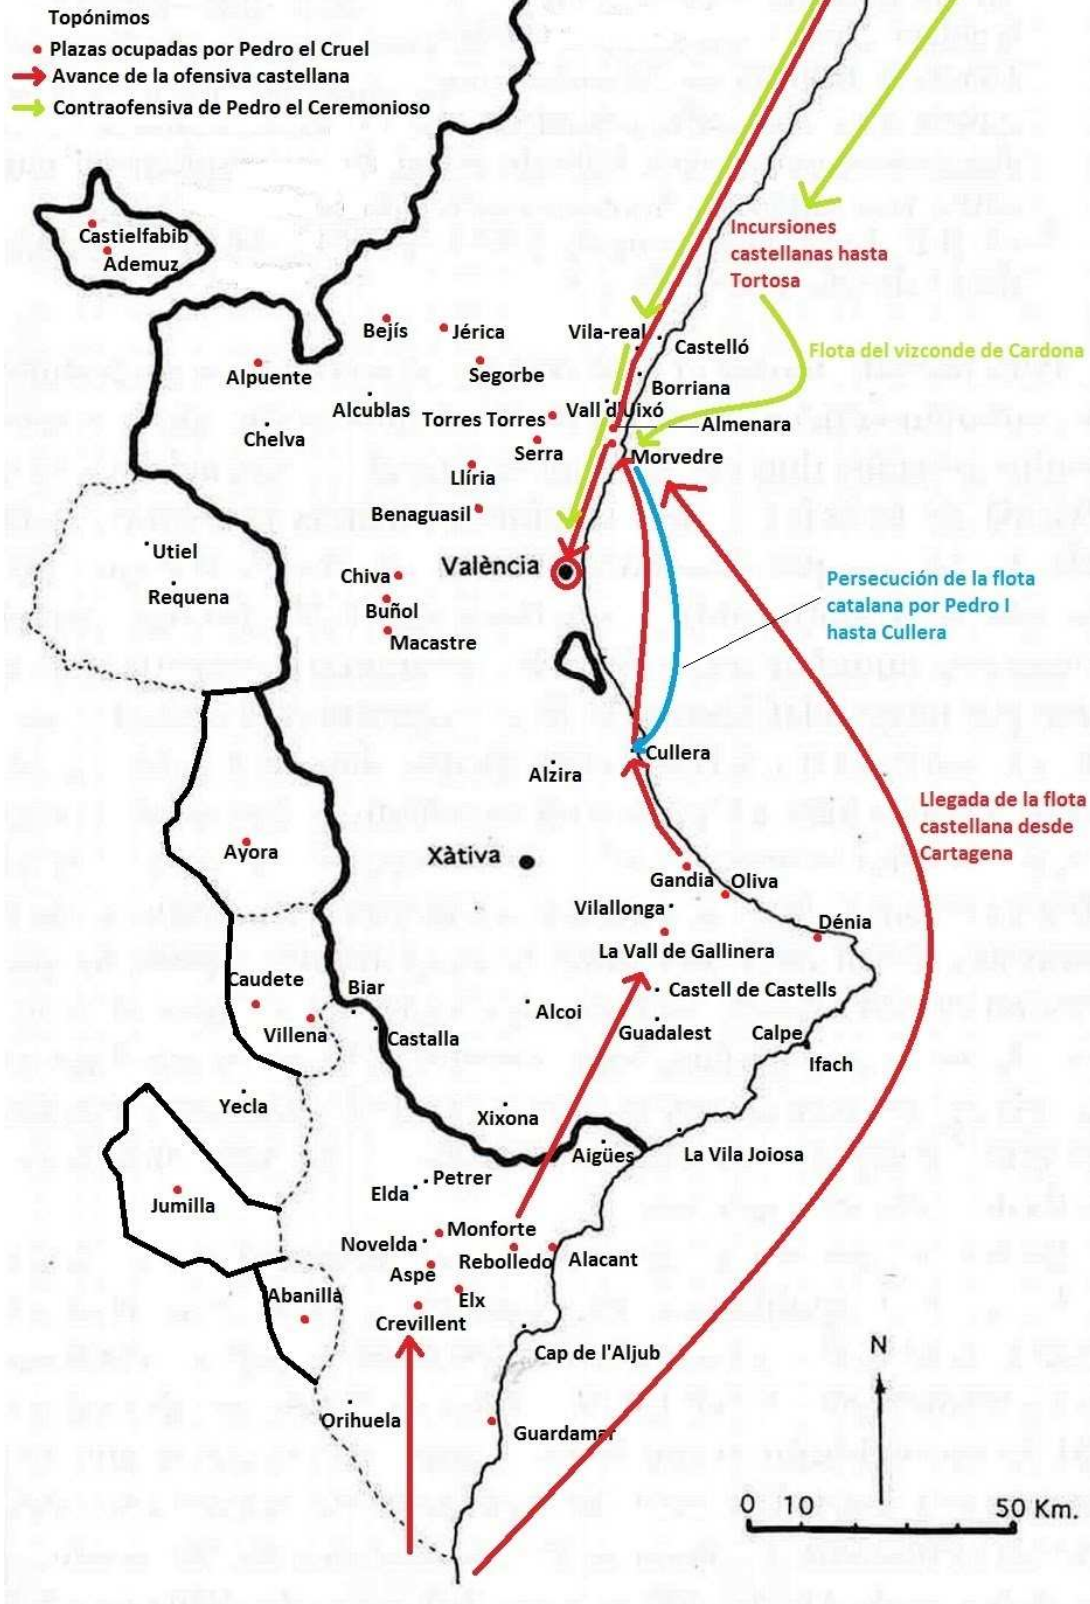 Topónimos
Plazas ocupadas por Pedro el Cruel
Avance de la ofensiva castellana
Contraofensiva de Pedro el Ceremonioso
Castielfabib
Ademuz
Incursiones
castellanas hasta
Tortosa
Bejís
Jérica
Vila-real
Castelló
Flota del vizconde de Cardona
Alpuente
Segorbe
Borriana
Alcublas
Torres Torres
Vall d'Uixó
Almenara
Chelva
Serra
Morvedre
Llíria
Benaguasil
Utiel
València
Chiva
Requena
Buñol
Macastre
Persecución de la flota
catalana por Pedro I
hasta Cullera
Cullera
Alzira
Llegada de la flota
castellana desde
Cartagena
Ayora
Xàtiva
Gandia
Oliva
Vilallonga
Dénia
La Vall de Gallinera
Caudete
Biar
Castell de Castells
Alcoi
Villena
Castalla
Guadalest
Calpe
Ifach
Yecla
Xixona
Aigües
La Vila Joiosa
Petrer
Elda
Jumilla
Monforte
Novelda
Rebolledo
Alacant
Aspe
Abanilla
Elx
Crevillent
Cap de l'Aljub
N
Orihuela
Guardamar
0 10 50 Km.